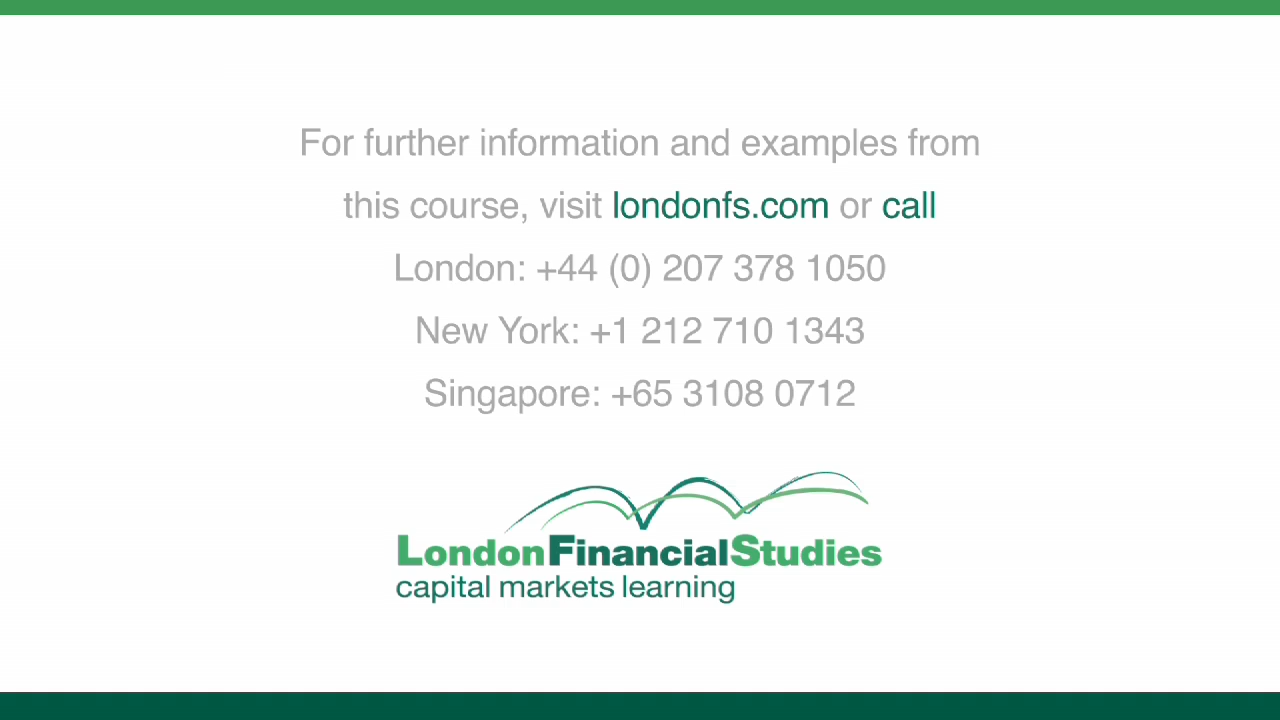 For further information and examples from
this course, visit londonfs.com or call
London: +44 (0) 207 378 1050
New York: +1 212 710 1343
Singapore: +65 3108 0712
LondonFinancialStudies
capital markets learning